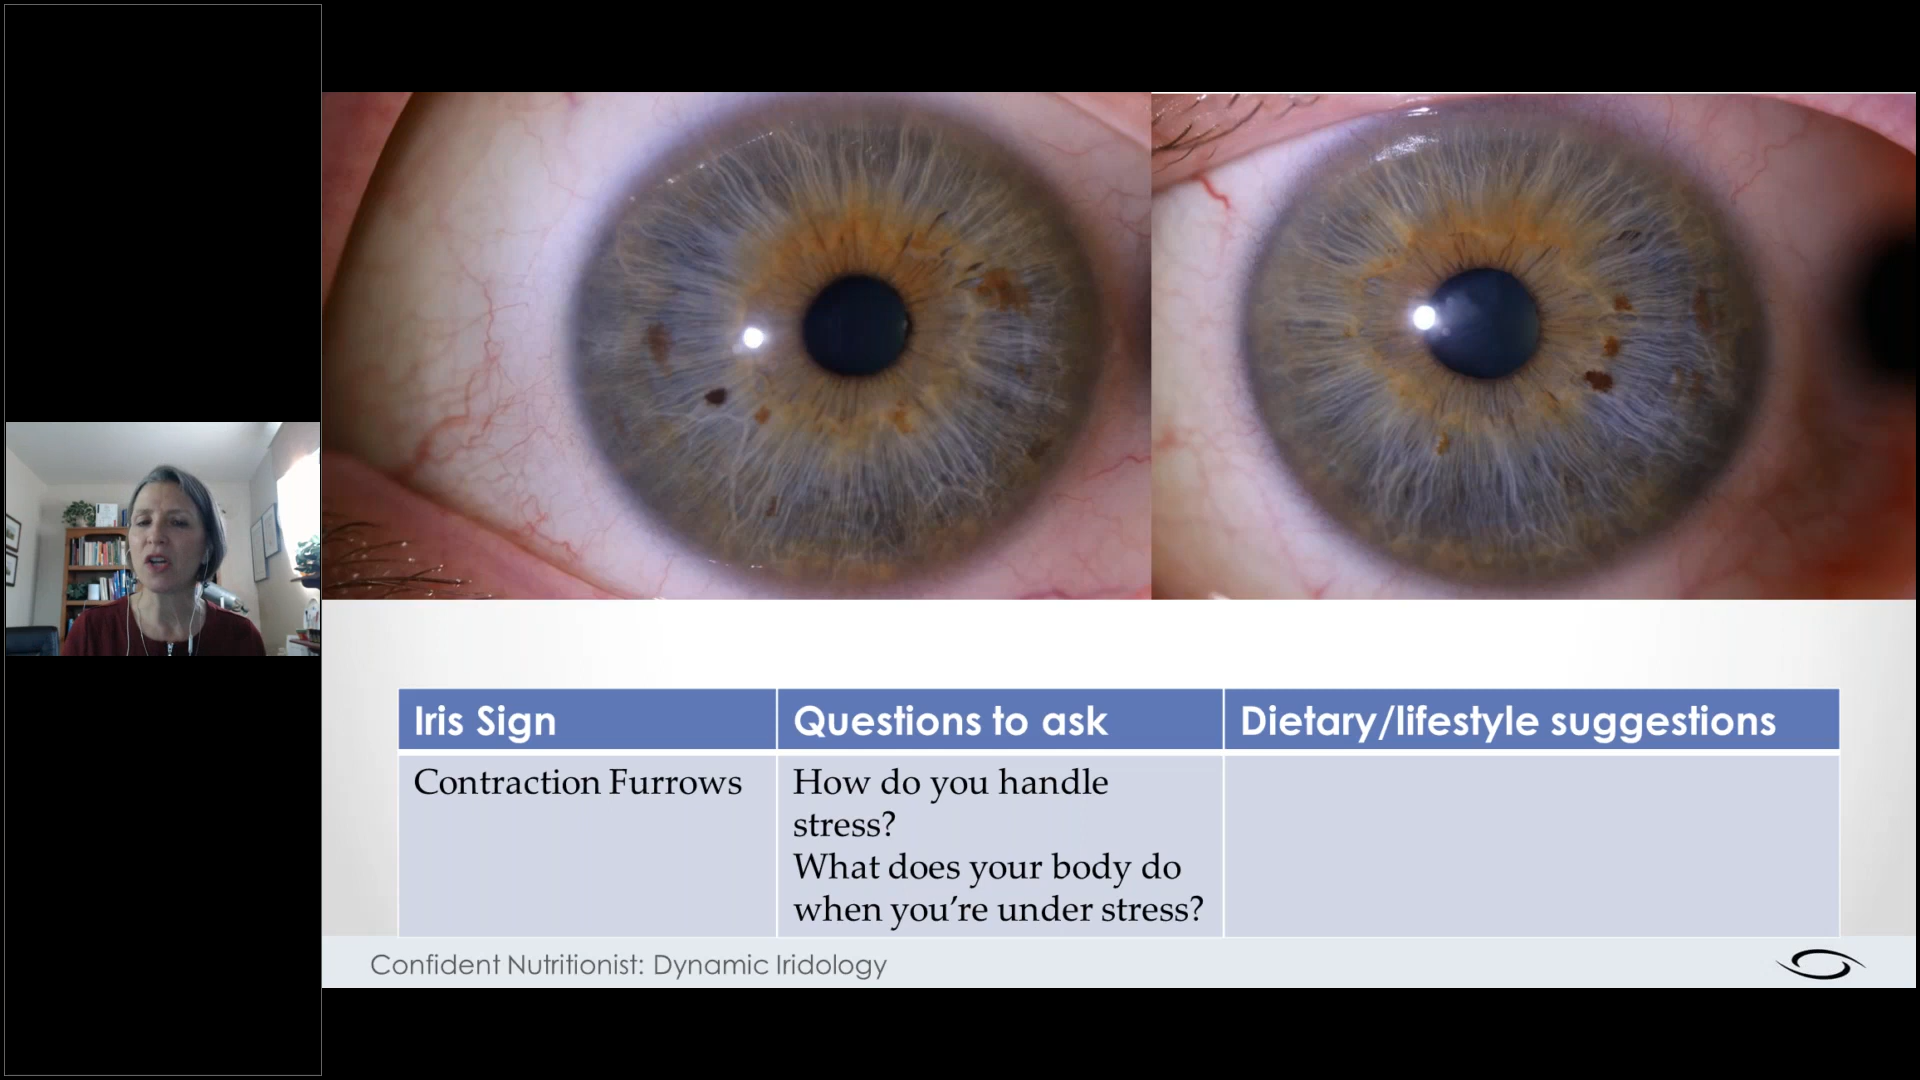 Iris Sign
Questions to ask
Dietary/lifestyle suggestions
Contraction Furrows
How do you handle
stress?
What does your body do
when you’re under stress?
Confident Nutritionist: Dynamic Iridology